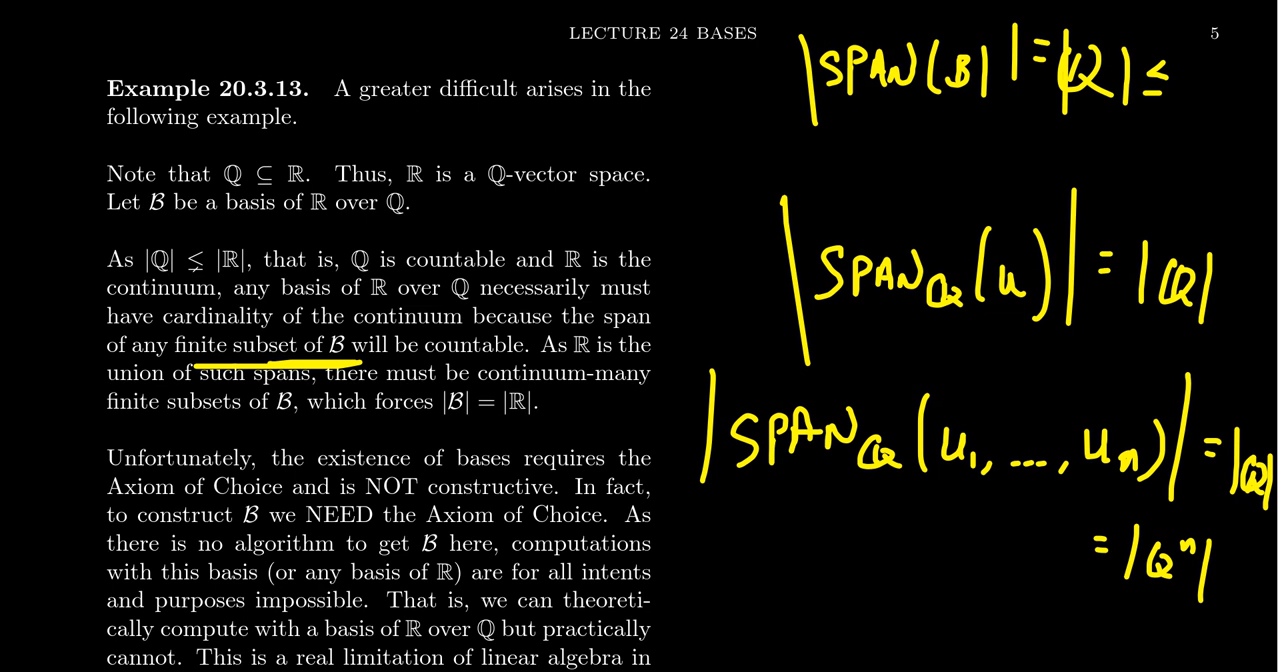 LECTURE 24 BASES 5
Example 20.3.13. A greater difficult arises in the
following example.
Note that ℚ ⊆ ℝ. Thus, ℝ is a ℚ-vector space.
Let ℬ be a basis of ℝ over ℚ.
As |ℚ| ≨ |ℝ|, that is, ℚ is countable and ℝ is the
continuum, any basis of ℝ over ℚ necessarily must
have cardinality of the continuum because the span
of any finite subset of ℬ will be countable. As ℝ is the
union of such spans, there must be continuum-many
finite subsets of ℬ, which forces |ℬ| = |ℝ|.
Unfortunately, the existence of bases requires the
Axiom of Choice and is NOT constructive. In fact,
to construct ℬ we NEED the Axiom of Choice. As
there is no algorithm to get ℬ here, computations
with this basis (or any basis of ℝ) are for all intents
and purposes impossible. That is, we can theoreti-
cally compute with a basis of ℝ over ℚ but practically
cannot. This is a real limitation of linear algebra in
|SPAN(B)| = |ℚ| ≤
|SPAN_ℚ(u)| = |ℚ|
|SPAN_ℚ(u₁, ..., uₙ)| = |ℚ|
= |ℚⁿ|